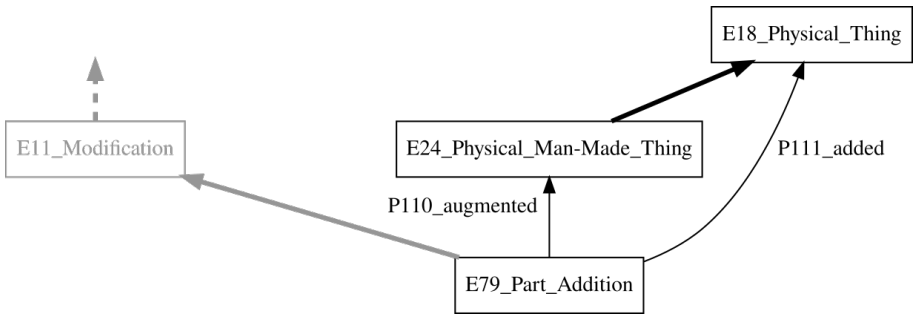 E18_Physical_Thing
E11_Modification
E24_Physical_Man-Made_Thing
P111_added
P110_augmented
E79_Part_Addition